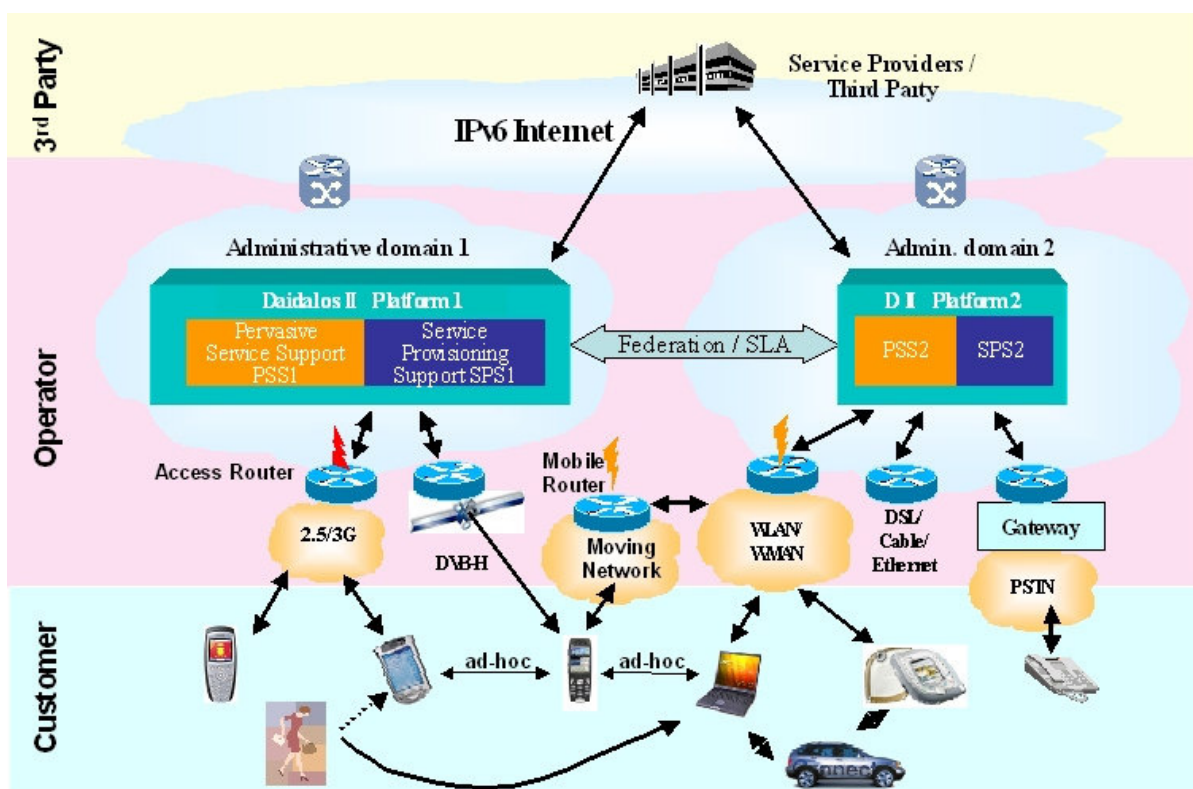 3rd Party
Service Providers /
Third Party
IPv6 Internet
Operator
Administrative domain 1
Admin. domain 2
Daidalos II Platform 1
Pervasive
Service Support
PSS1
Service
Provisioning
Support SPS1
Federation / SLA
D II Platform 2
PSS2
SPS2
Access Router
Mobile
Router
2.5/3G
DVB-H
Moving
Network
WLAN/
WMAN
DSL/
Cable/
Ethernet
Gateway
PSTN
Customer
ad-hoc
ad-hoc